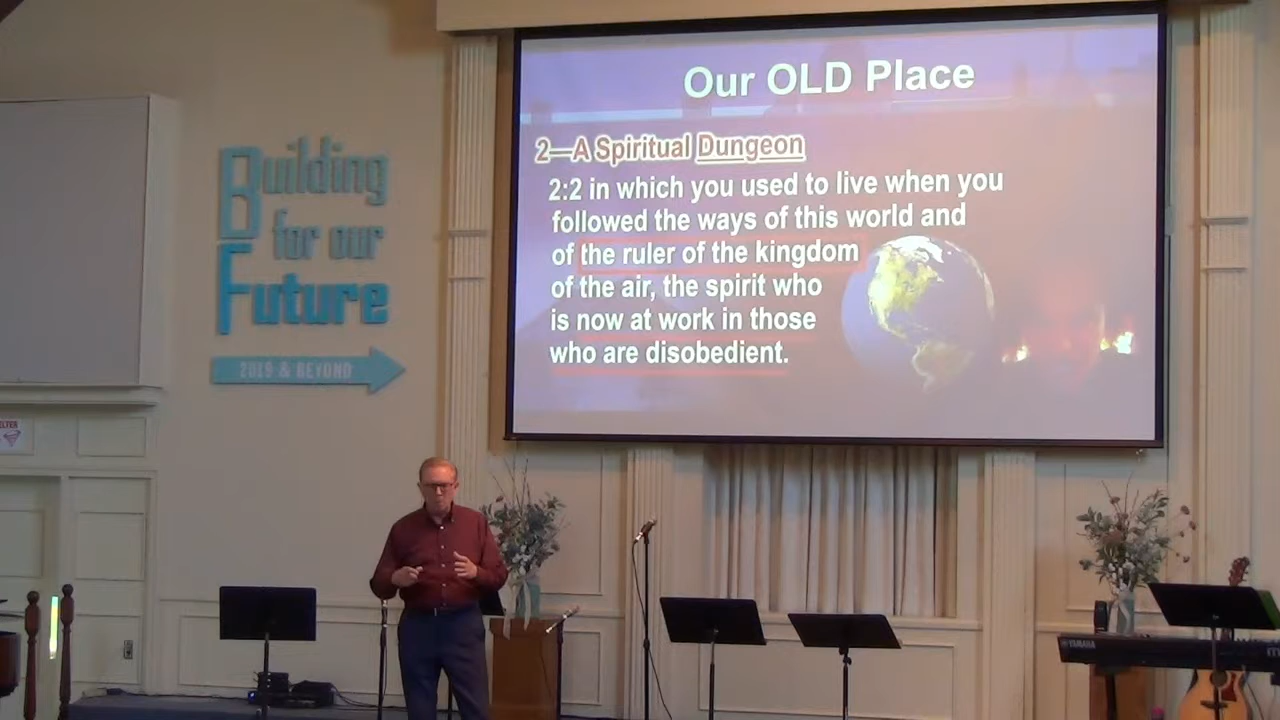 Our OLD Place
2—A Spiritual Dungeon
2:2 in which you used to live when you
followed the ways of this world and
of the ruler of the kingdom
of the air, the spirit who
is now at work in those
who are disobedient.
Building
for our
Future
2019 & BEYOND
YAMAHA